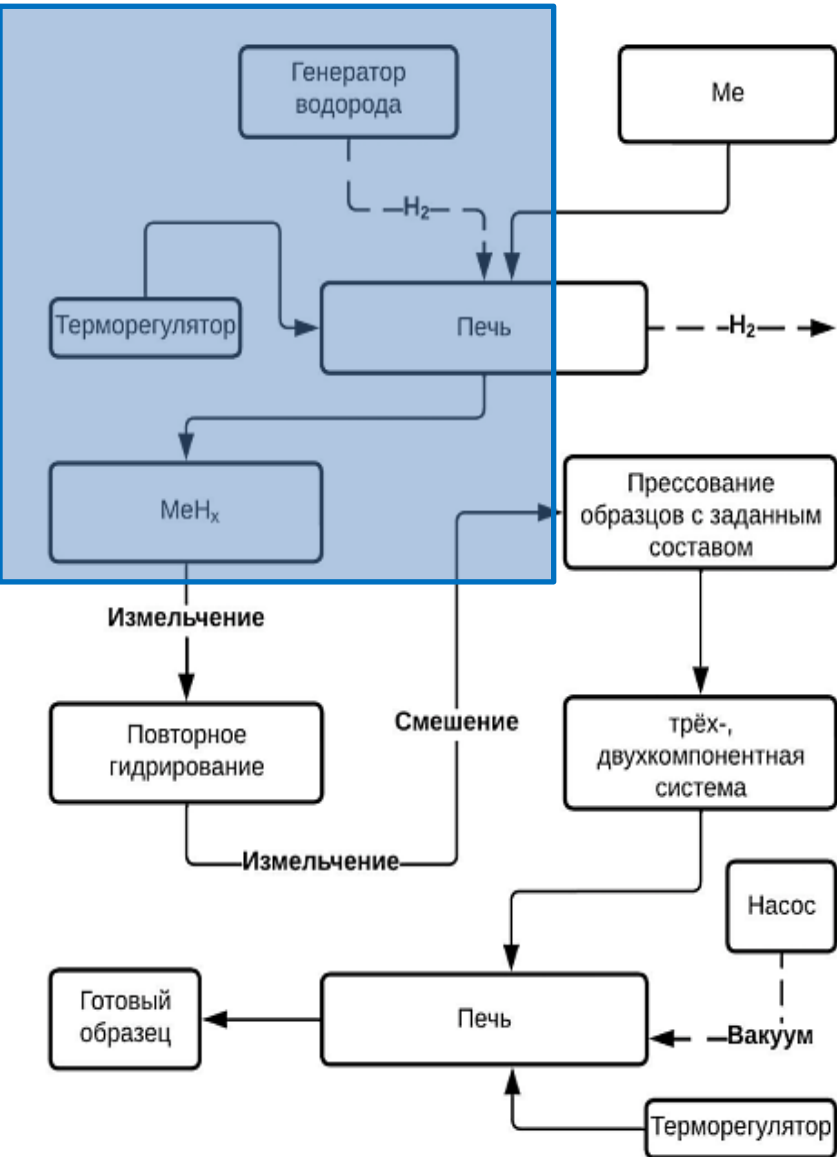 Генератор
водорода
Me
H₂
Терморегулятор
Печь
H₂
MeHₓ
Прессование
образцов с заданным
составом
Измельчение
Повторное
гидрирование
Смешение
трёх-,
двухкомпонентная
система
Измельчение
Насос
Готовый
образец
Печь
Вакуум
Терморегулятор